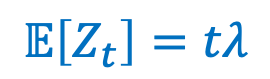 𝔼[Z_t] = tλ